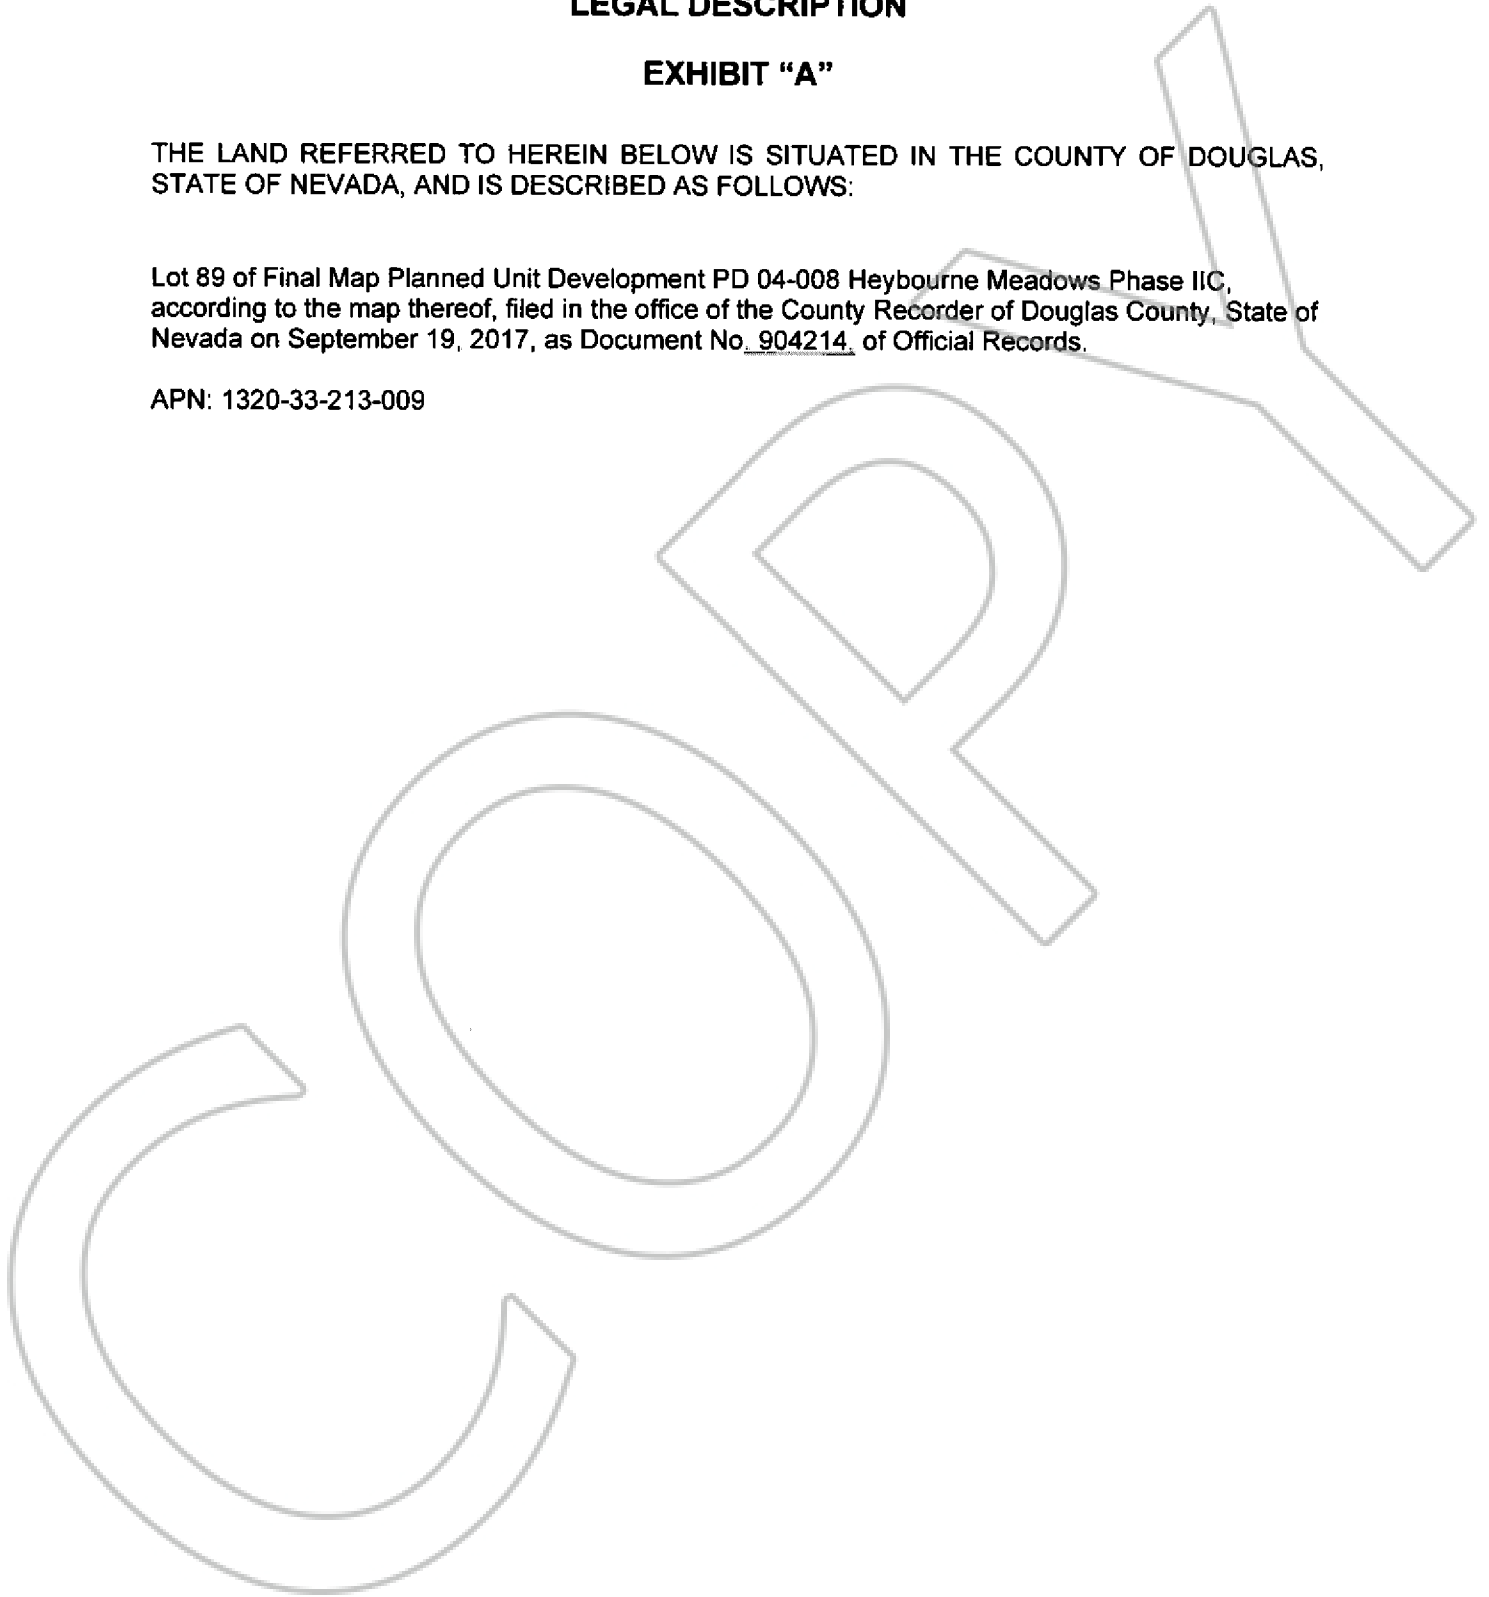 LEGAL DESCRIPTION
EXHIBIT “A”
THE LAND REFERRED TO HEREIN BELOW IS SITUATED IN THE COUNTY OF DOUGLAS,
STATE OF NEVADA, AND IS DESCRIBED AS FOLLOWS:
Lot 89 of Final Map Planned Unit Development PD 04-008 Heybourne Meadows Phase IIC,
according to the map thereof, filed in the office of the County Recorder of Douglas County, State of
Nevada on September 19, 2017, as Document No. 904214, of Official Records.
APN: 1320-33-213-009
COPY